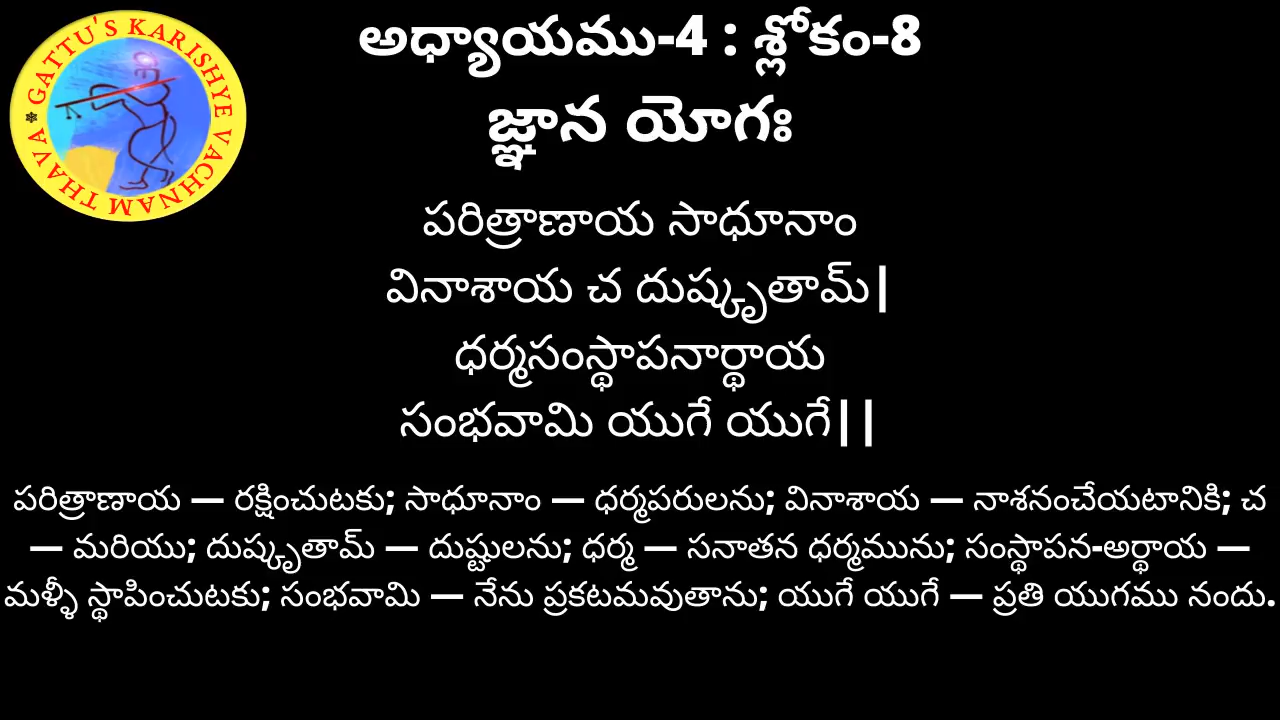 GATTU'S KARISHYE VACHNAM THAVA
అధ్యాయము-4 : శ్లోకం-8
జ్ఞాన యోగః
పరిత్రాణాయ సాధూనాం
వినాశాయ చ దుష్కృతామ్|
ధర్మసంస్థాపనార్థాయ
సంభవామి యుగే యుగే||
పరిత్రాణాయ — రక్షించుటకు; సాధూనాం — ధర్మపరులను; వినాశాయ — నాశనంచేయటానికి; చ
— మరియు; దుష్కృతామ్ — దుష్టులను; ధర్మ — సనాతన ధర్మమును; సంస్థాపన-అర్థాయ —
మళ్ళీ స్థాపించుటకు; సంభవామి — నేను ప్రకటమవుతాను; యుగే యుగే — ప్రతి యుగము నందు.